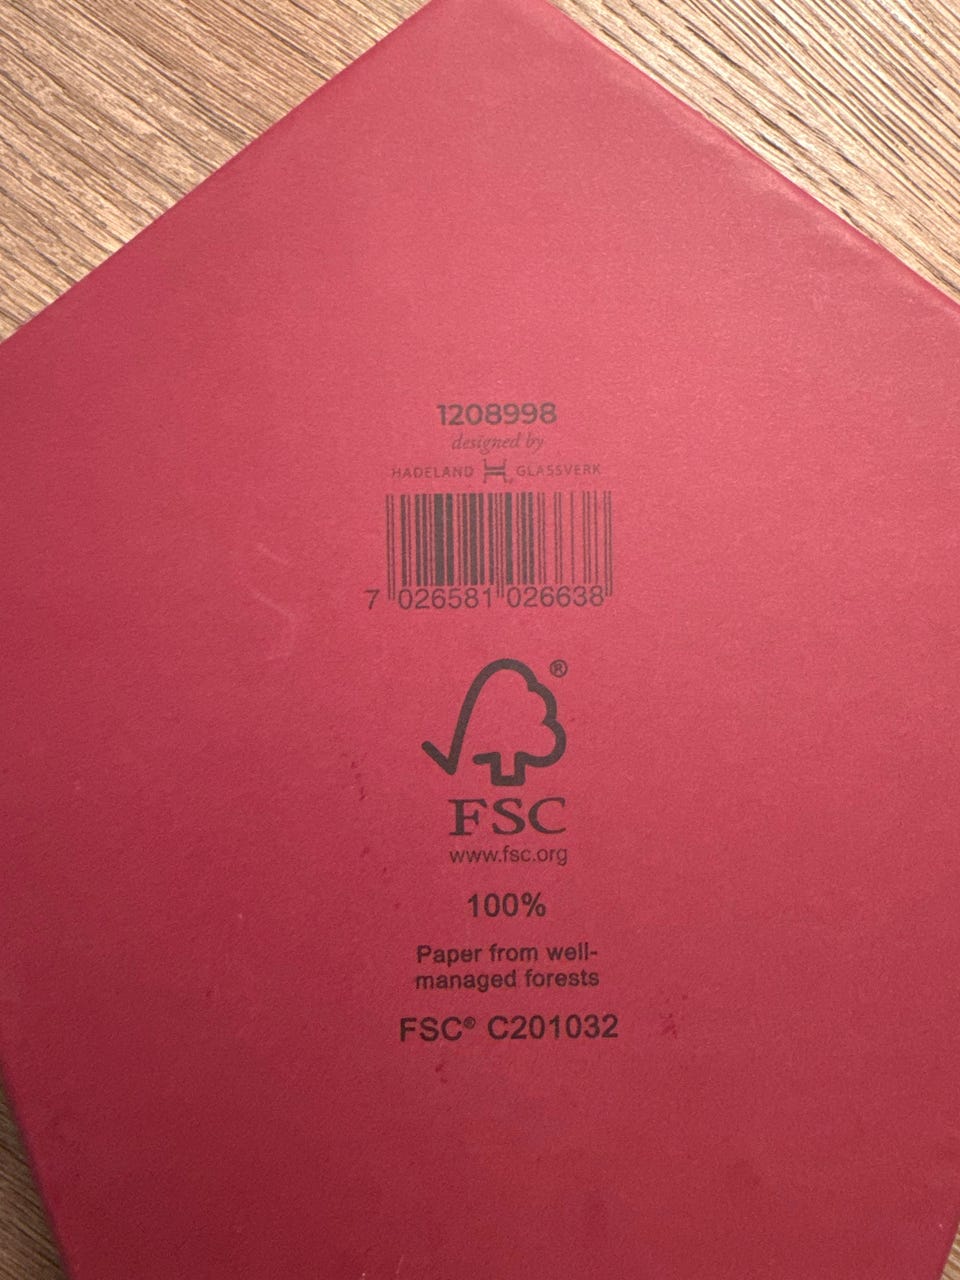 1208998
designed by
HADELAND GLASSVERK
7 026581 026638
®
FSC
www.fsc.org
100%
Paper from well-
managed forests
FSC® C201032